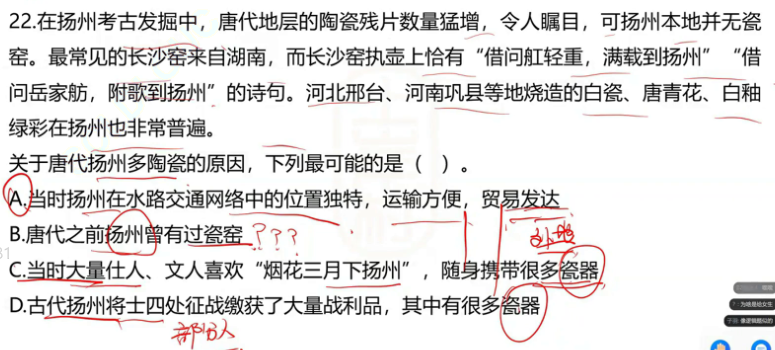 22.在扬州考古发掘中，唐代地层的陶瓷残片数量猛增，令人瞩目，可扬州本地并无瓷
窑。最常见的长沙窑来自湖南，而长沙窑执壶上恰有“借问舡轻重，满载到扬州”“借
问岳家舫，附歌到扬州”的诗句。河北邢台、河南巩县等地烧造的白瓷、唐青花、白釉
绿彩在扬州也非常普遍。
关于唐代扬州多陶瓷的原因，下列最可能的是（ ）。
A.当时扬州在水路交通网络中的位置独特，运输方便，贸易发达
B.唐代之前扬州曾有过瓷窑 ？？？
外地
C.当时大量仕人、文人喜欢“烟花三月下扬州”，随身携带很多瓷器
D.古代扬州将士四处征战缴获了大量战利品，其中有很多瓷器
部分人